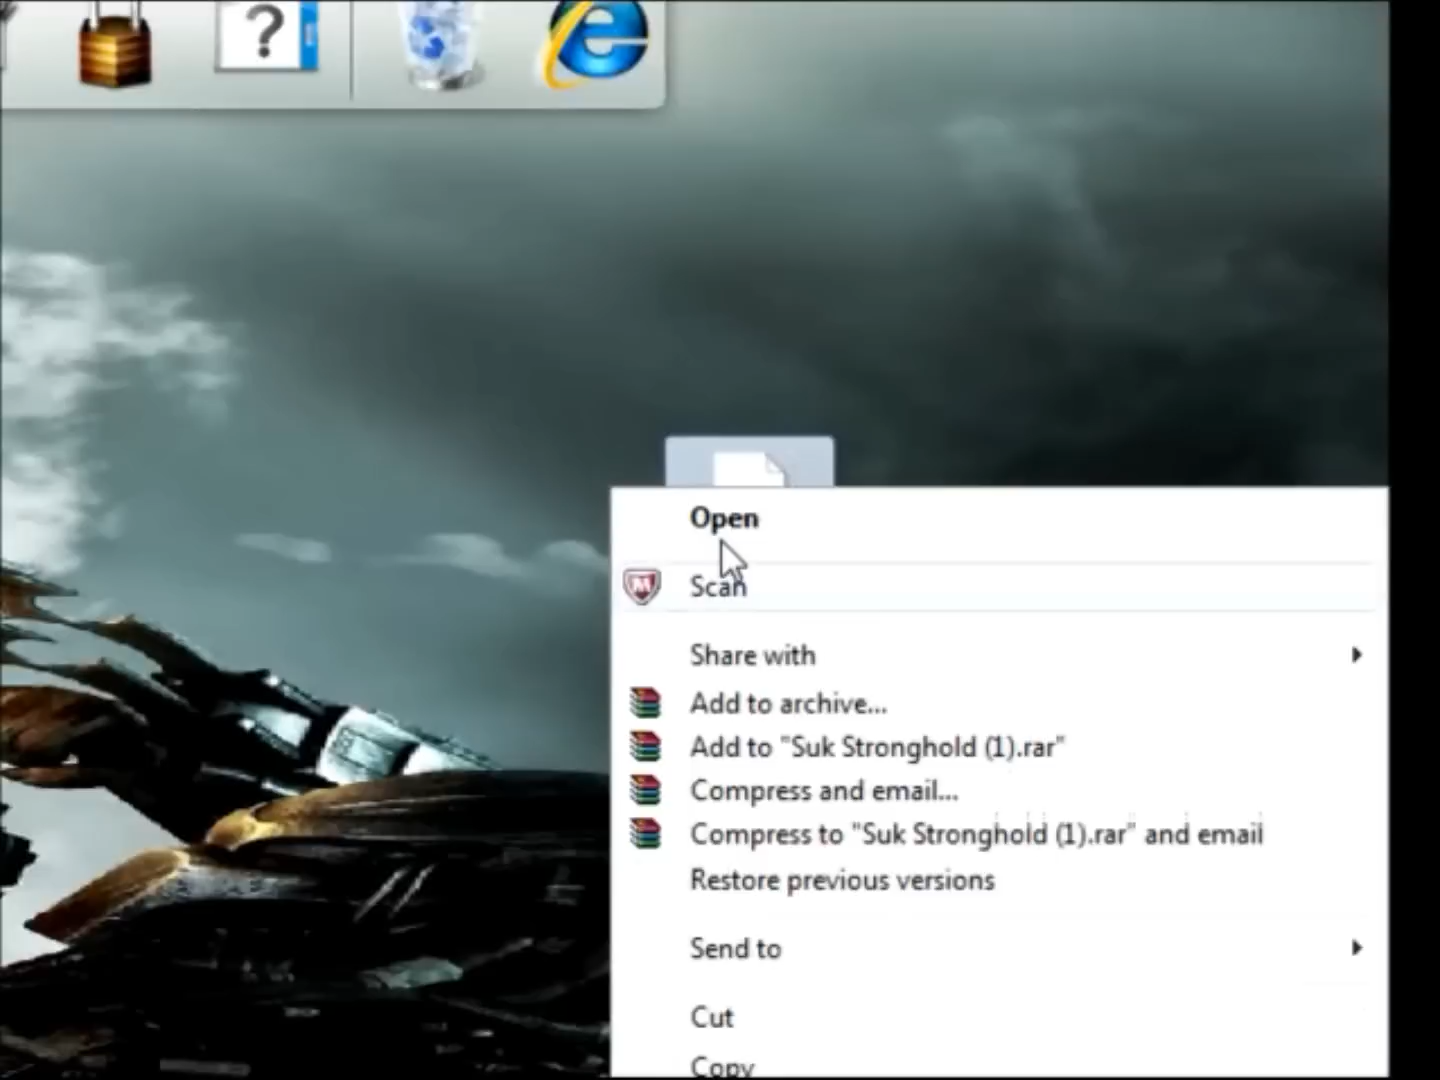 ?
Open
Scan
Share with
Add to archive...
Add to "Suk Stronghold (1).rar"
Compress and email...
Compress to "Suk Stronghold (1).rar" and email
Restore previous versions
Send to
Cut
Copy